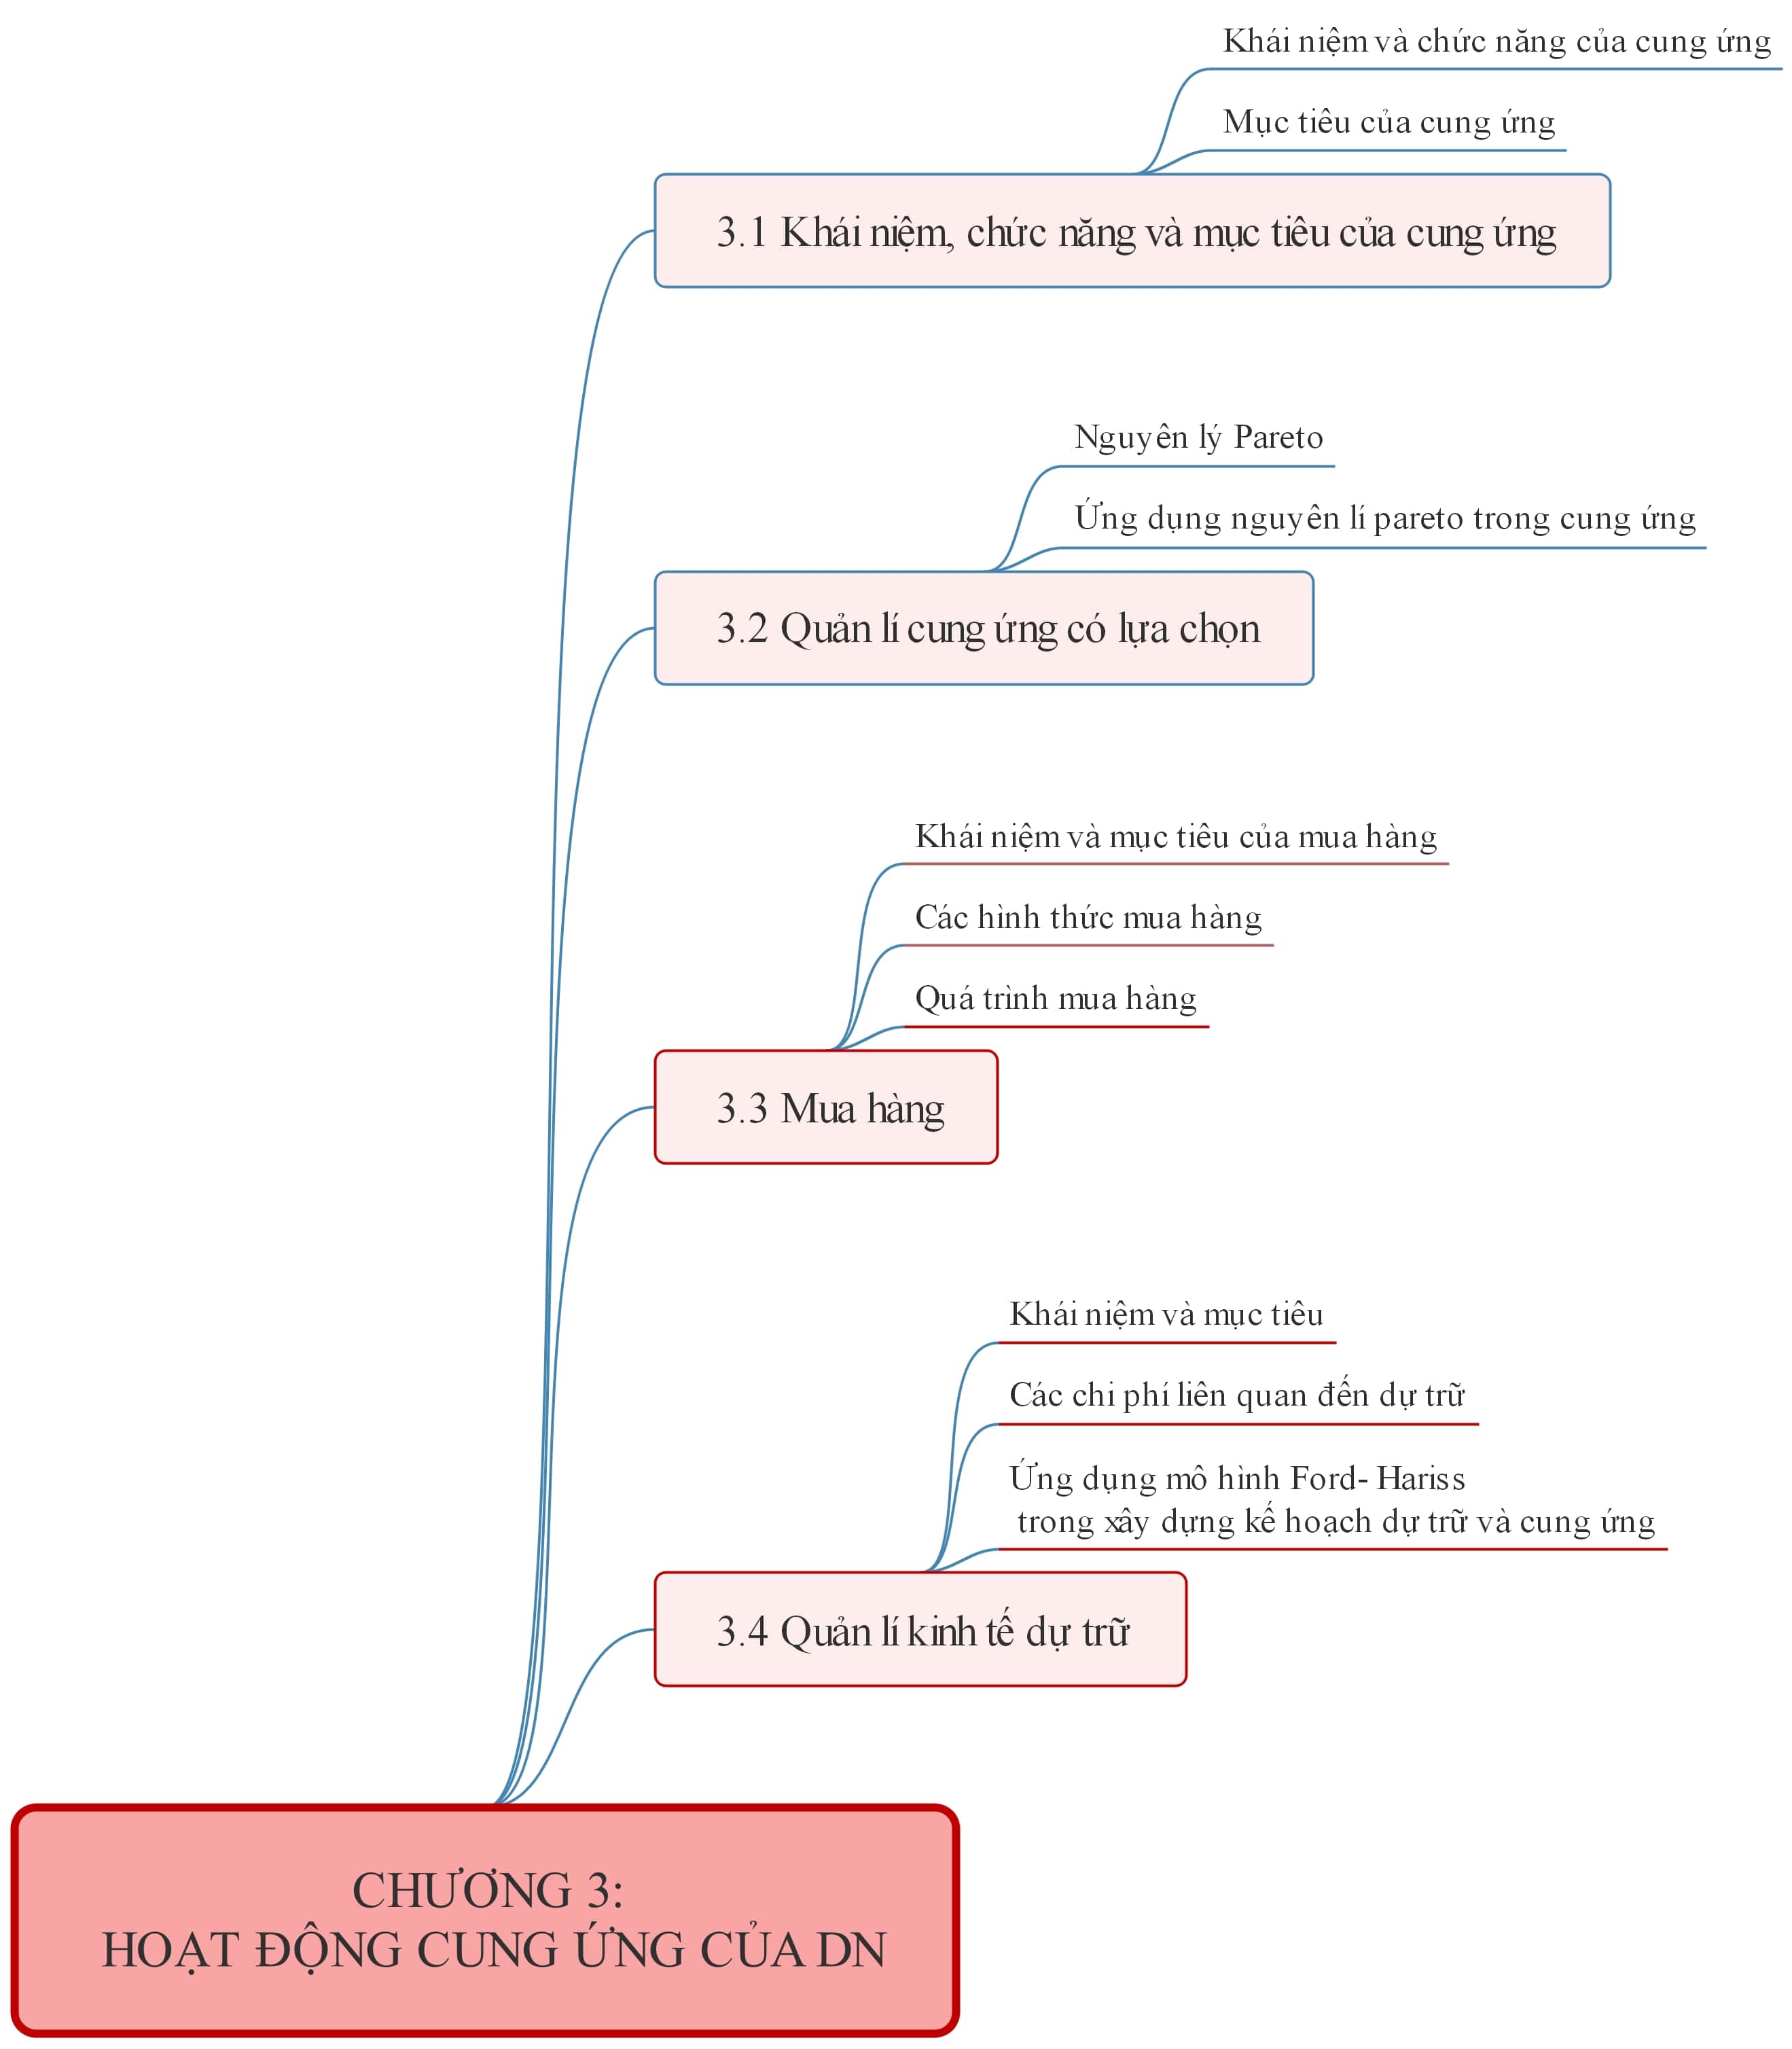 Khái niệm và chức năng của cung ứng
Mục tiêu của cung ứng
3.1 Khái niệm, chức năng và mục tiêu của cung ứng
Nguyên lý Pareto
Ứng dụng nguyên lí pareto trong cung ứng
3.2 Quản lí cung ứng có lựa chọn
Khái niệm và mục tiêu của mua hàng
Các hình thức mua hàng
Quá trình mua hàng
3.3 Mua hàng
Khái niệm và mục tiêu
Các chi phí liên quan đến dự trữ
Ứng dụng mô hình Ford- Hariss
trong xây dựng kế hoạch dự trữ và cung ứng
3.4 Quản lí kinh tế dự trữ
CHƯƠNG 3:
HOẠT ĐỘNG CUNG ỨNG CỦA DN